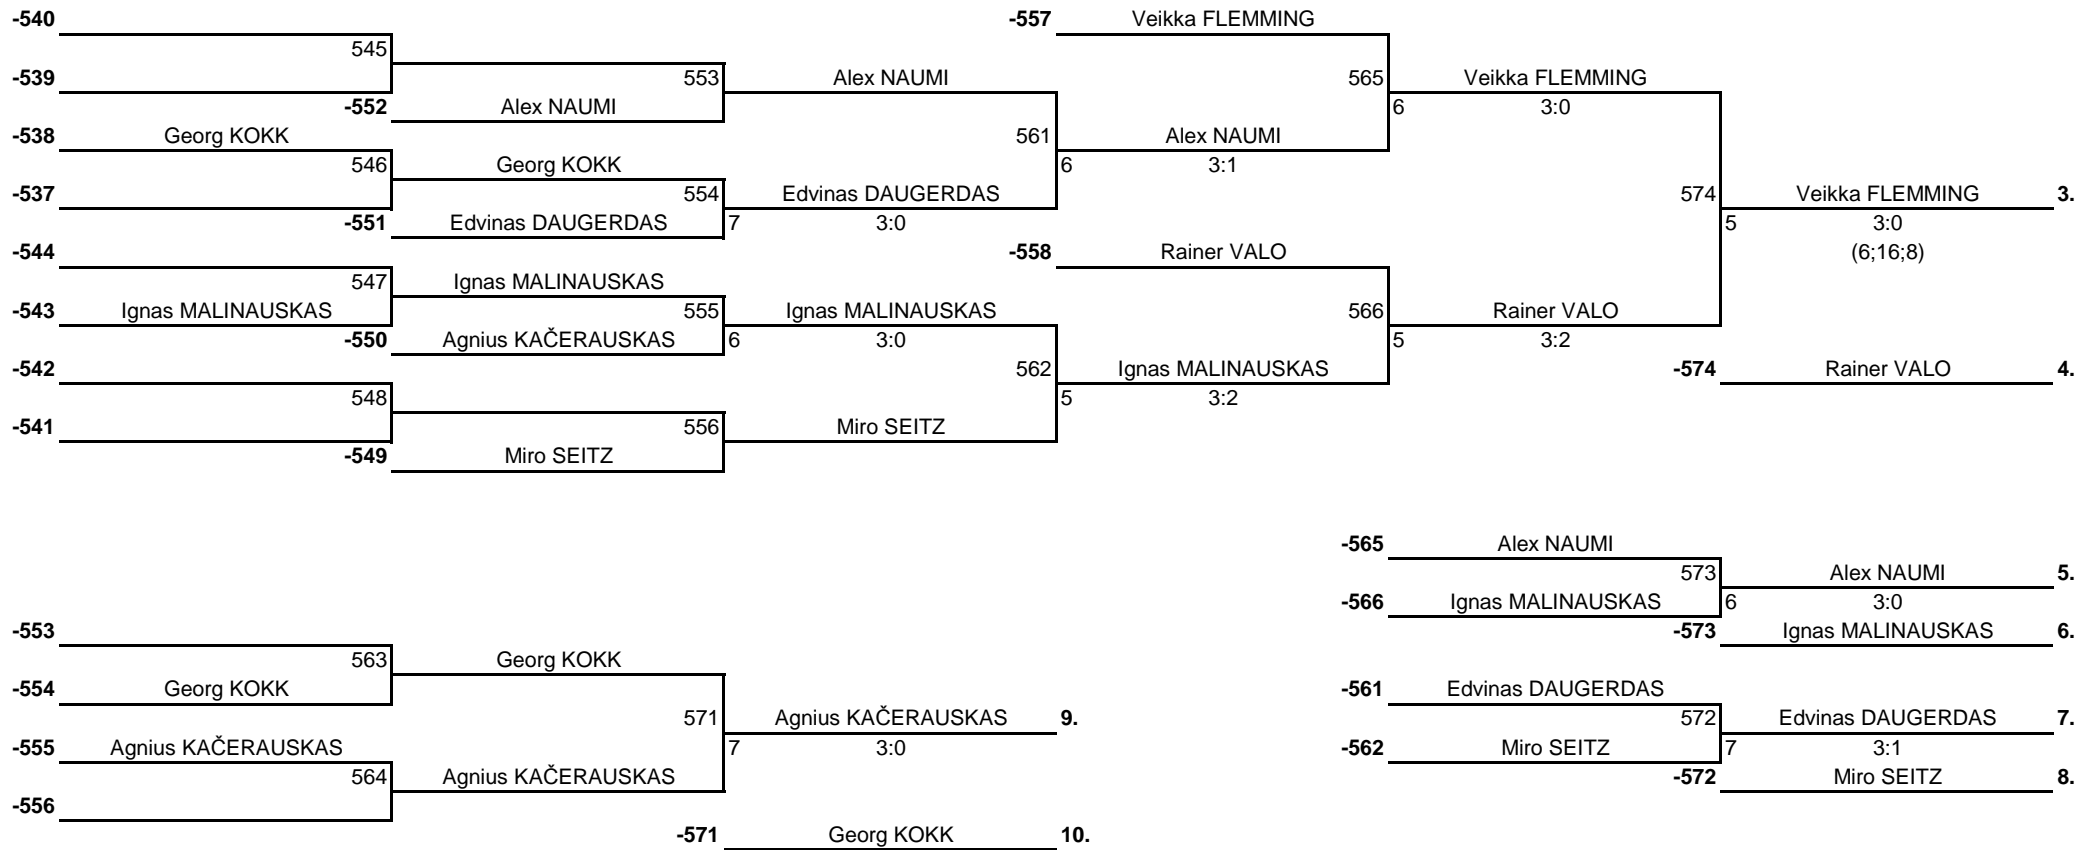 -540 -557 Veikka FLEMMING
545
-539 553 Alex NAUMI 565 Veikka FLEMMING
-552 Alex NAUMI 6 3:0
-538 Georg KOKK 561 Alex NAUMI
546 Georg KOKK 6 3:1
-537 554 Edvinas DAUGERDAS 574 Veikka FLEMMING 3.
-551 Edvinas DAUGERDAS 7 3:0 5 3:0
-544 -558 Rainer VALO (6;16;8)
547 Ignas MALINAUSKAS
-543 Ignas MALINAUSKAS 555 Ignas MALINAUSKAS 566 Rainer VALO
-550 Agnius KAČERAUSKAS 6 3:0 5 3:2
-542 562 Ignas MALINAUSKAS -574 Rainer VALO 4.
548 5 3:2
-541 556 Miro SEITZ
-549 Miro SEITZ
-565 Alex NAUMI
573 Alex NAUMI 5.
-566 Ignas MALINAUSKAS 6 3:0
-553 -573 Ignas MALINAUSKAS 6.
563 Georg KOKK
-554 Georg KOKK -561 Edvinas DAUGERDAS
571 Agnius KAČERAUSKAS 9. 572 Edvinas DAUGERDAS 7.
-555 Agnius KAČERAUSKAS 7 3:0 -562 Miro SEITZ 7 3:1
564 Agnius KAČERAUSKAS -572 Miro SEITZ 8.
-556
-571 Georg KOKK 10.